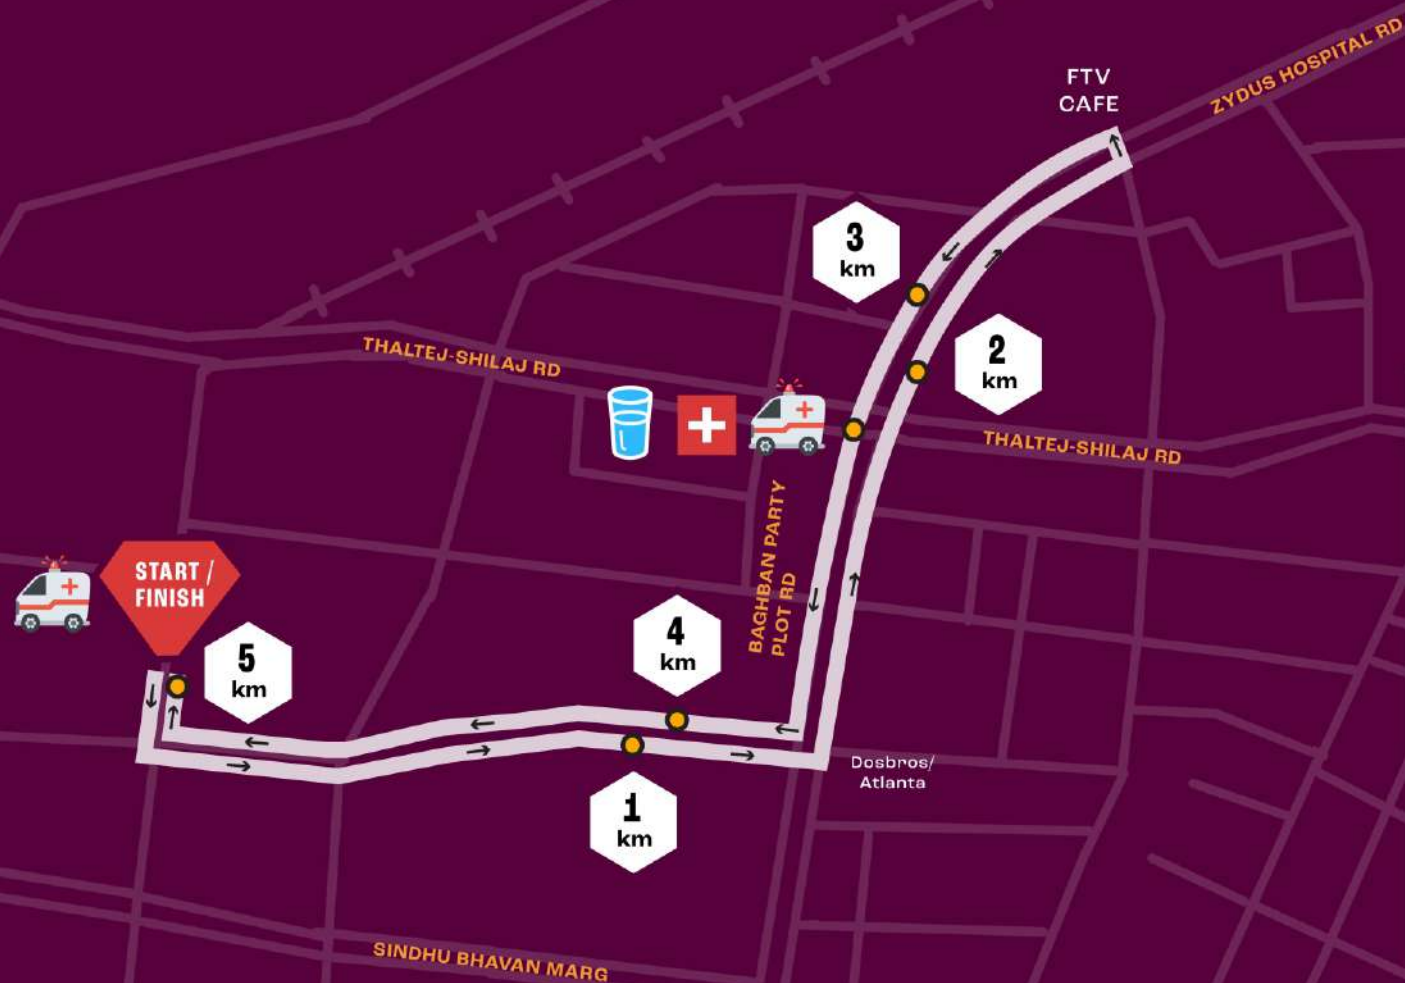 FTV
CAFE
ZYDUS HOSPITAL RD
3
km
2
km
THALTEJ-SHILAJ RD
THALTEJ-SHILAJ RD
BAGHBAN PARTY
PLOT RD
START /
FINISH
4
km
5
km
Dosbros/
Atlanta
1
km
SINDHU BHAVAN MARG